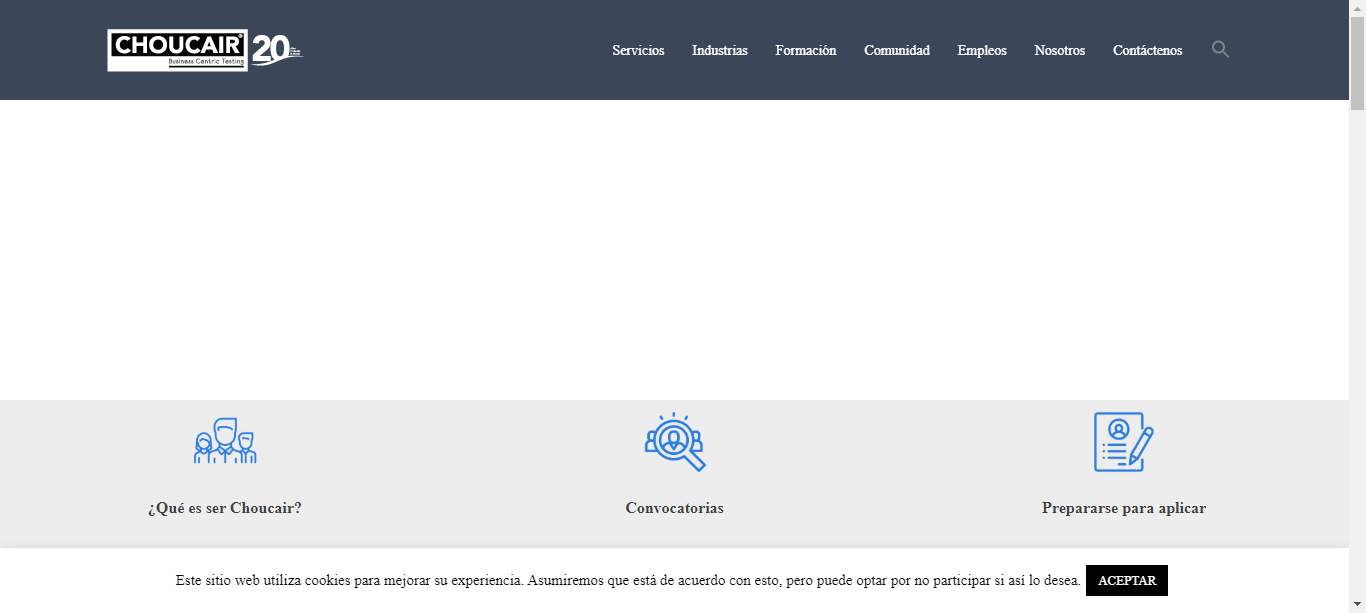 CHOUCAIR®
Business Centric Testing
20
Servicios Industrias Formación Comunidad Empleos Nosotros Contáctenos
¿Qué es ser Choucair? Convocatorias Prepararse para aplicar
Este sitio web utiliza cookies para mejorar su experiencia. Asumiremos que está de acuerdo con esto, pero puede optar por no participar si así lo desea. ACEPTAR